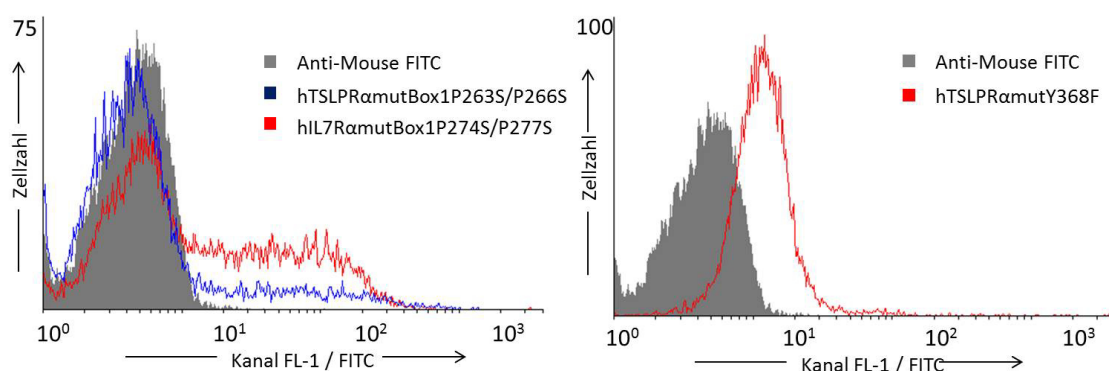 75
Anti-Mouse FITC
hTSLPRαmutBox1P263S/P266S
hIL7RαmutBox1P274S/P277S
Zellzahl
10⁰ 10¹ 10² 10³
Kanal FL-1 / FITC
100
Anti-Mouse FITC
hTSLPRαmutY368F
Zellzahl
10⁰ 10¹ 10² 10³
Kanal FL-1 / FITC